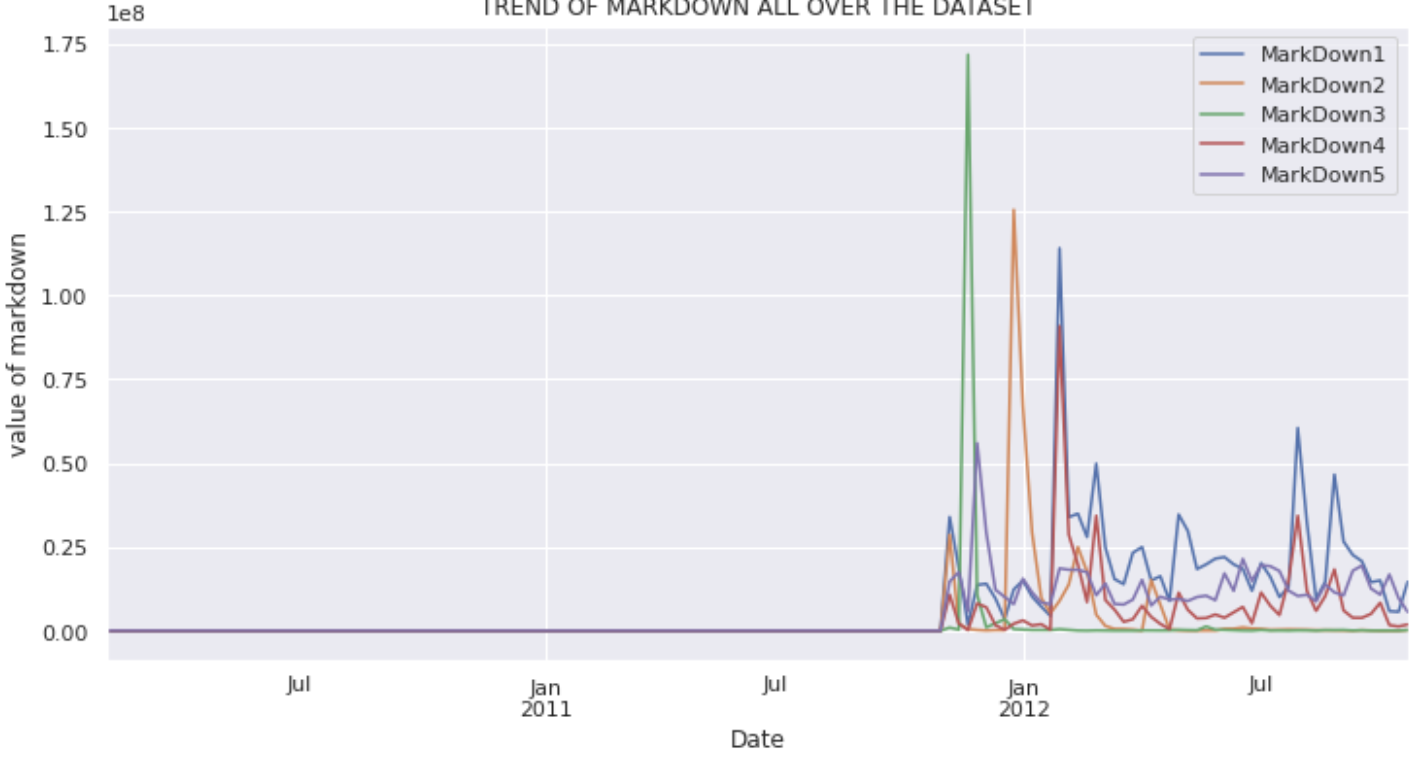 TREND OF MARKDOWN ALL OVER THE DATASET
1e8
1.75
1.50
1.25
1.00
0.75
0.50
0.25
0.00
value of markdown
MarkDown1
MarkDown2
MarkDown3
MarkDown4
MarkDown5
Jul
Jan
2011
Jul
Jan
2012
Jul
Date